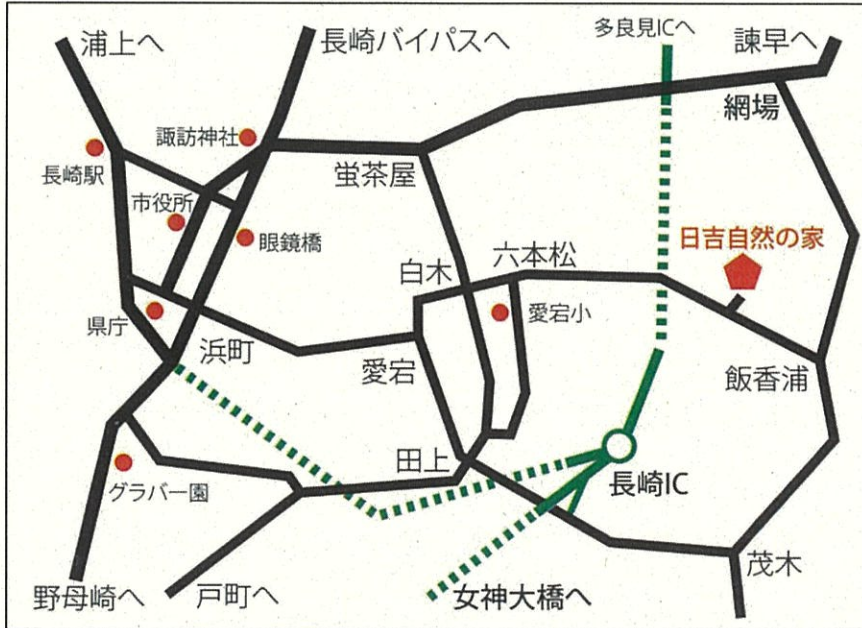 浦上へ
長崎バイパスへ
多良見ICへ
諫早へ
網場
諏訪神社
長崎駅
蛍茶屋
市役所
眼鏡橋
日吉自然の家
六本松
白木
愛宕小
県庁
浜町
愛宕
飯香浦
田上
長崎IC
グラバー園
茂木
野母崎へ
戸町へ
女神大橋へ